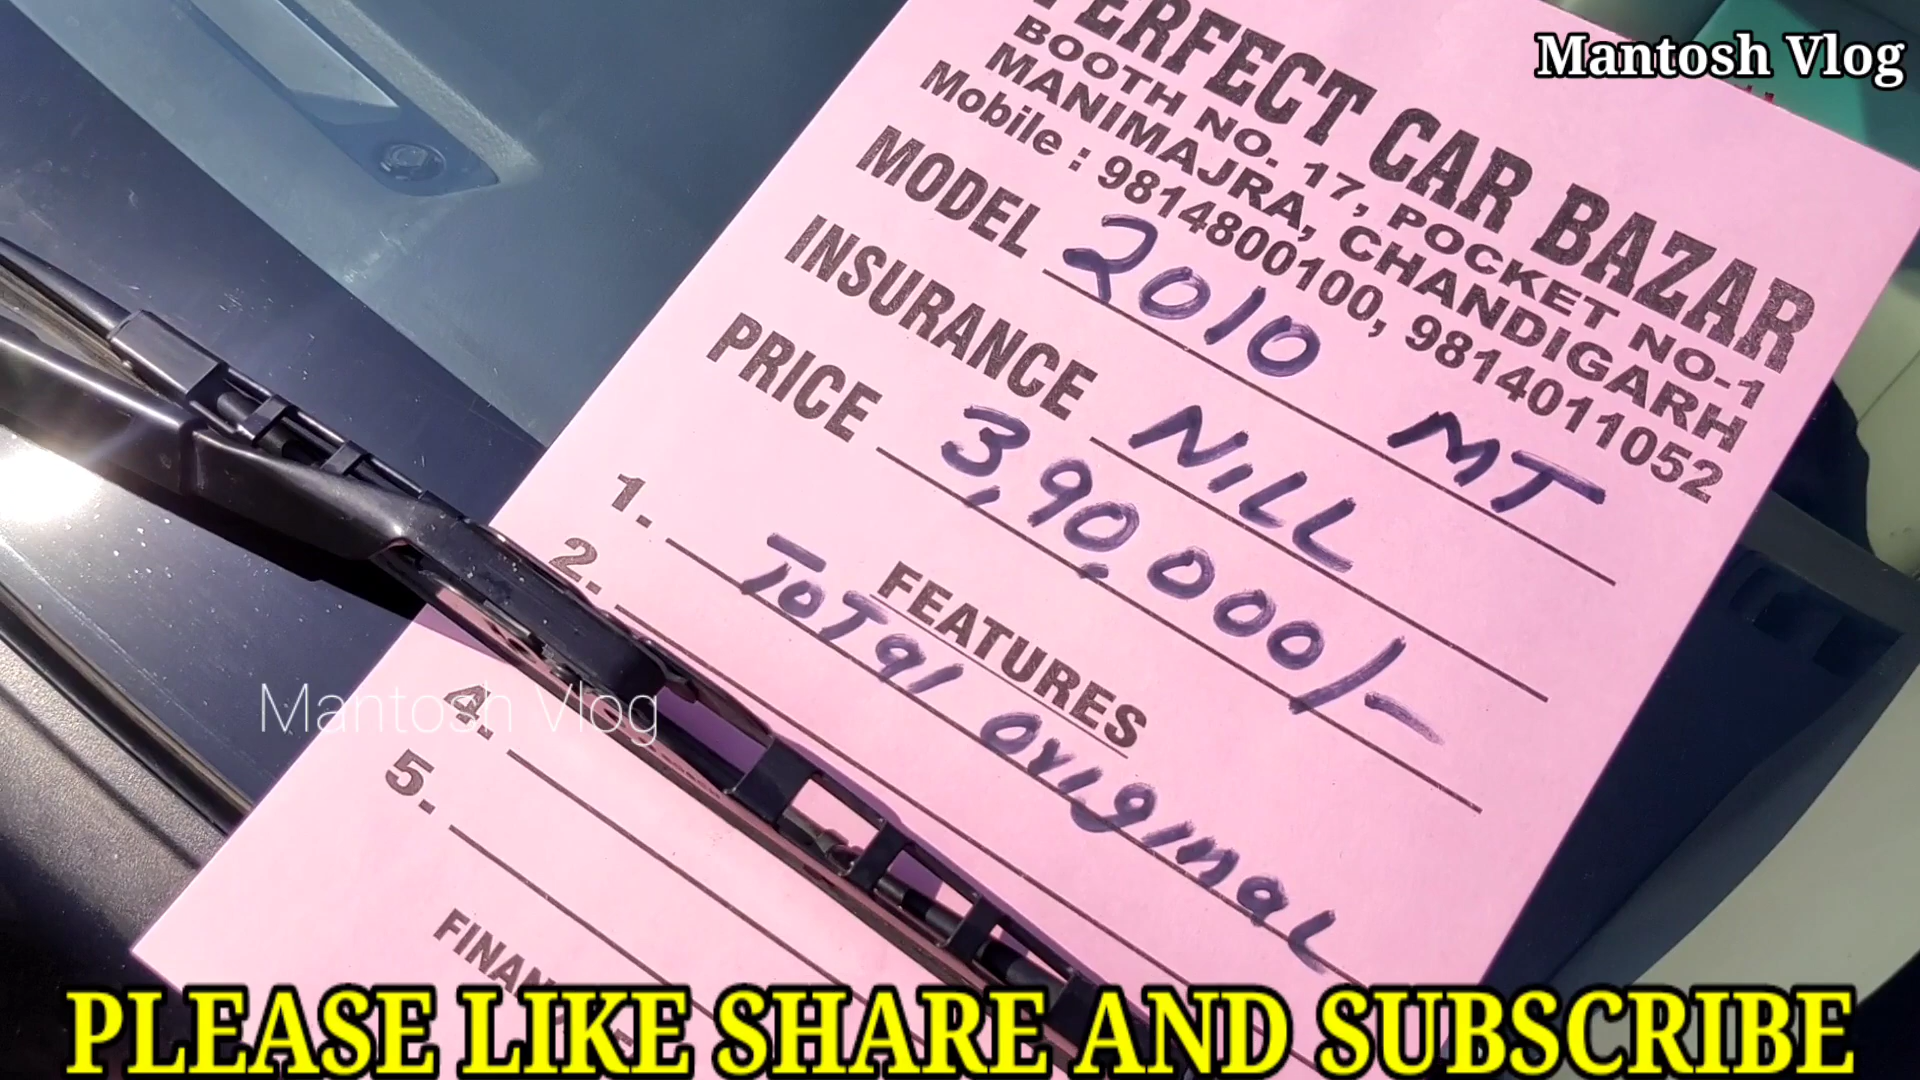 Mantosh Vlog
PERFECT CAR BAZAR
BOOTH NO. 17, POCKET NO-1
MANIMAJRA, CHANDIGARH
Mobile : 9814800100, 9814011052
MODEL 2010 MT
INSURANCE NILL
PRICE 3,90,000/-
FEATURES
1. ToTal Original
2.
4.
5.
Mantosh Vlog
PLEASE LIKE SHARE AND SUBSCRIBE